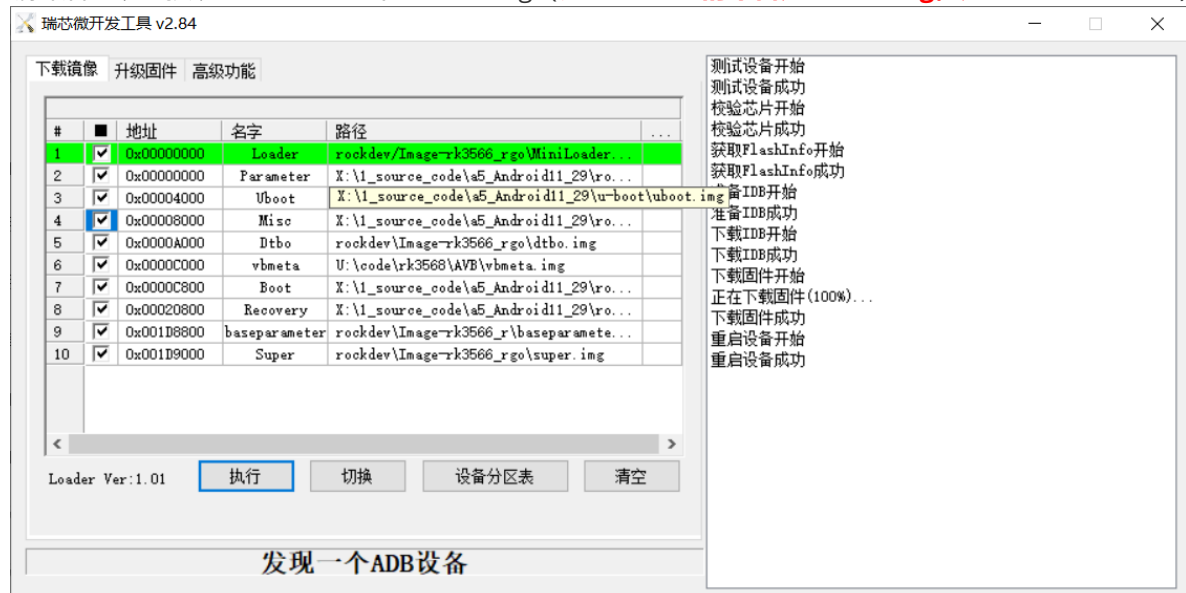 瑞芯微开发工具 v2.84
下载镜像 升级固件 高级功能
# 地址 名字 路径 ...
1 0x00000000 Loader rockdev/Image-rk3566_rgo\MiniLoader...
2 0x00000000 Parameter X:\1_source_code\a5_Android11_29\ro...
3 0x00004000 Uboot X:\1_source_code\a5_Android11_29\u-boot\uboot.img
4 0x00008000 Misc X:\1_source_code\a5_Android11_29\ro...
5 0x0000A000 Dtbo rockdev\Image-rk3566_rgo\dtbo.img
6 0x0000C000 vbmeta U:\code\rk3568\AVB\vbmeta.img
7 0x0000C800 Boot X:\1_source_code\a5_Android11_29\ro...
8 0x00020800 Recovery X:\1_source_code\a5_Android11_29\ro...
9 0x001D8800 baseparameter rockdev\Image-rk3566_r\baseparamete...
10 0x001D9000 Super rockdev\Image-rk3566_rgo\super.img
Loader Ver:1.01 执行 切换 设备分区表 清空
发现一个ADB设备
测试设备开始
测试设备成功
校验芯片开始
校验芯片成功
获取FlashInfo开始
获取FlashInfo成功
备IDB开始
准备IDB成功
下载IDB开始
下载IDB成功
下载固件开始
正在下载固件(100%)...
下载固件成功
重启设备开始
重启设备成功